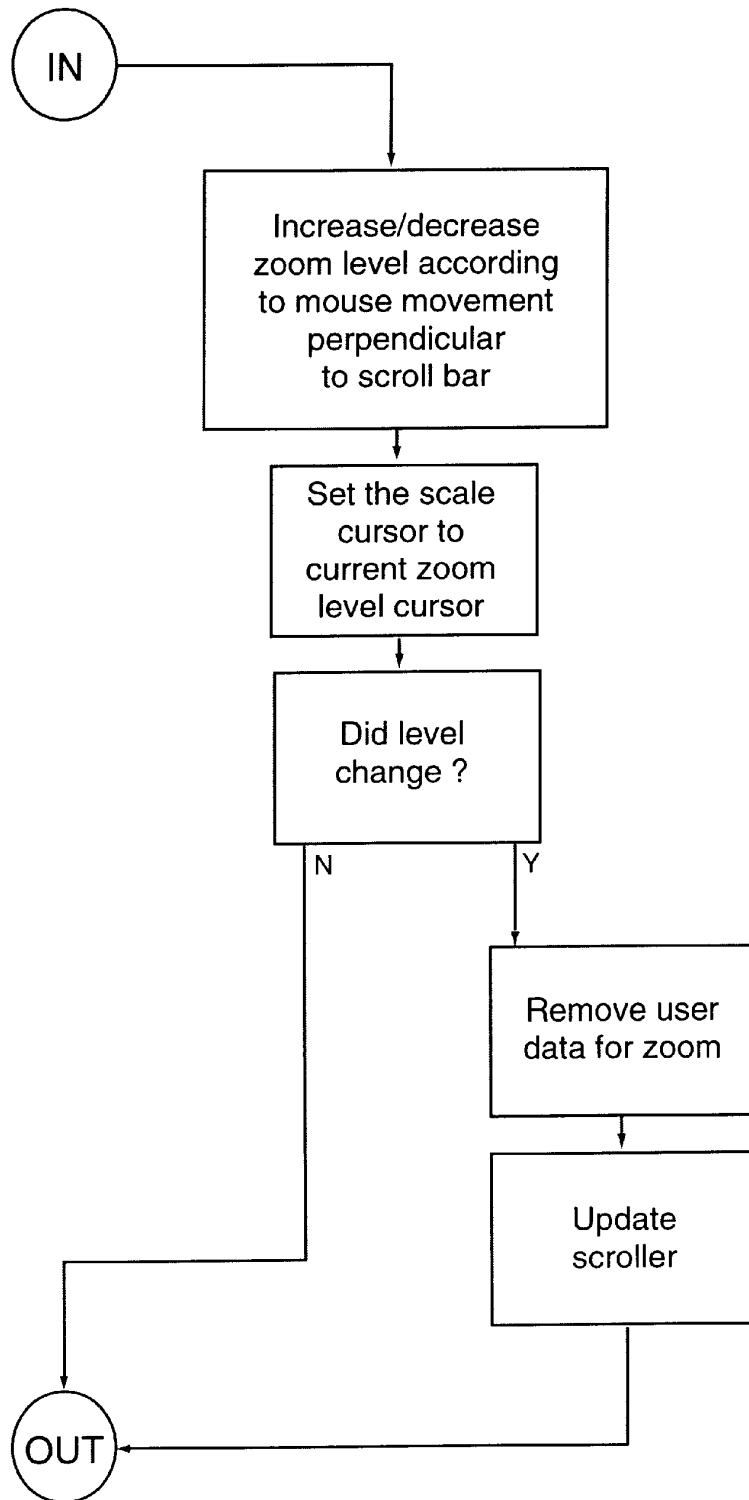 IN
Increase/decrease
zoom level according
to mouse movement
perpendicular
to scroll bar
Set the scale
cursor to
current zoom
level cursor
Did level
change ?
N
Y
Remove user
data for zoom
Update
scroller
OUT